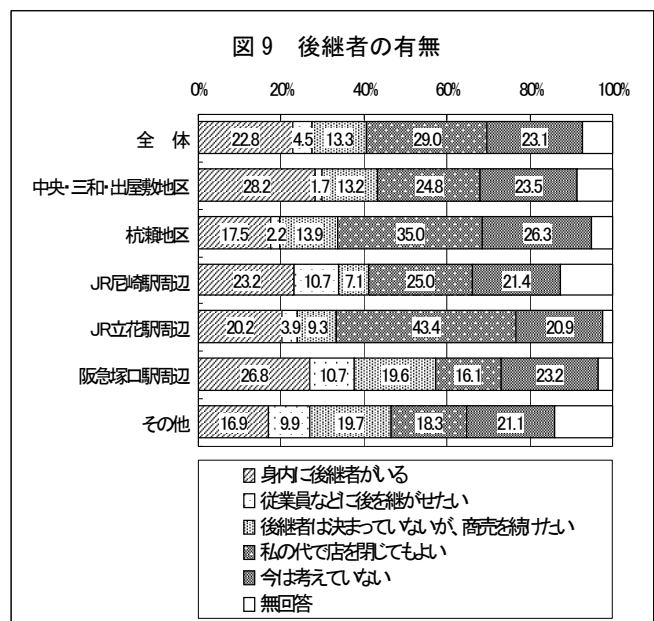 図9 後継者の有無
0% 20% 40% 60% 80% 100%
全 体 22.8 4.5 13.3 29.0 23.1
中央・三和・出屋敷地区 28.2 1.7 13.2 24.8 23.5
杭瀬地区 17.5 2.2 13.9 35.0 26.3
JR尼崎駅周辺 23.2 10.7 7.1 25.0 21.4
JR立花駅周辺 20.2 3.9 9.3 43.4 20.9
阪急塚口駅周辺 26.8 10.7 19.6 16.1 23.2
その他 16.9 9.9 19.7 18.3 21.1
身内に後継者がいる
従業員などに後を継がせたい
後継者は決まっていないが、商売を続けたい
私の代で店を閉じてもよい
今は考えていない
無回答